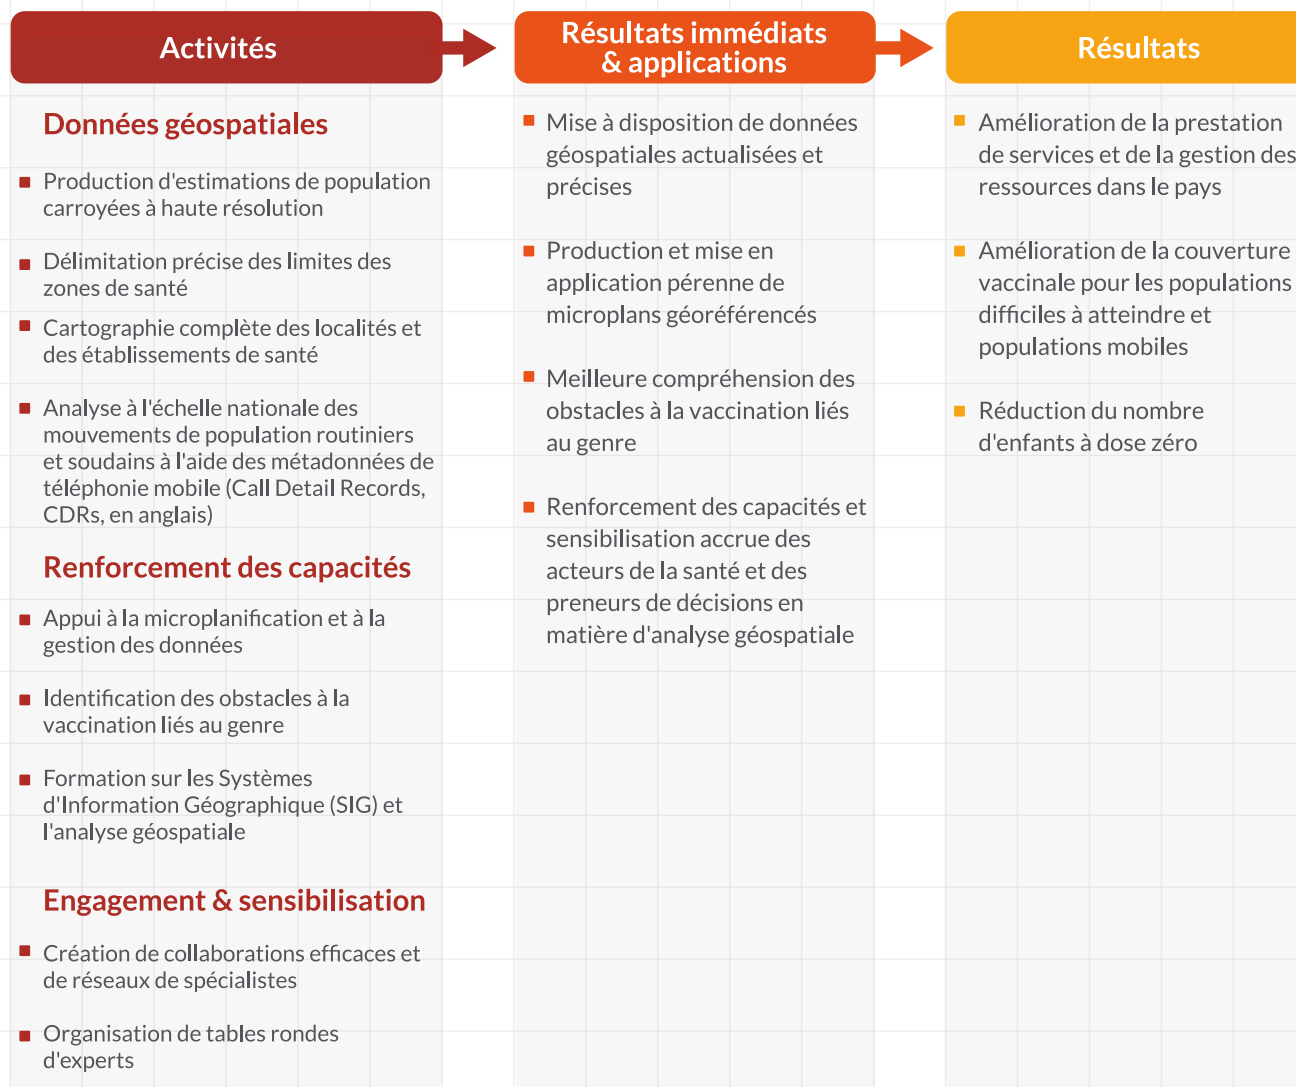 Activités
Données géospatiales
Production d'estimations de population
carroyées à haute résolution
Délimitation précise des limites des
zones de santé
Cartographie complète des localités et
des établissements de santé
Analyse à l'échelle nationale des
mouvements de population routiniers
et soudains à l'aide des métadonnées de
téléphonie mobile (Call Detail Records,
CDRs, en anglais)
Renforcement des capacités
Appui à la microplanification et à la
gestion des données
Identification des obstacles à la
vaccination liés au genre
Formation sur les Systèmes
d'Information Géographique (SIG) et
l'analyse géospatiale
Engagement & sensibilisation
Création de collaborations efficaces et
de réseaux de spécialistes
Organisation de tables rondes
d'experts
Résultats immédiats
& applications
Mise à disposition de données
géospatiales actualisées et
précises
Production et mise en
application pérenne de
microplans géoréférencés
Meilleure compréhension des
obstacles à la vaccination liés
au genre
Renforcement des capacités et
sensibilisation accrue des
acteurs de la santé et des
preneurs de décisions en
matière d'analyse géospatiale
Résultats
Amélioration de la prestation
de services et de la gestion des
ressources dans le pays
Amélioration de la couverture
vaccinale pour les populations
difficiles à atteindre et
populations mobiles
Réduction du nombre
d'enfants à dose zéro